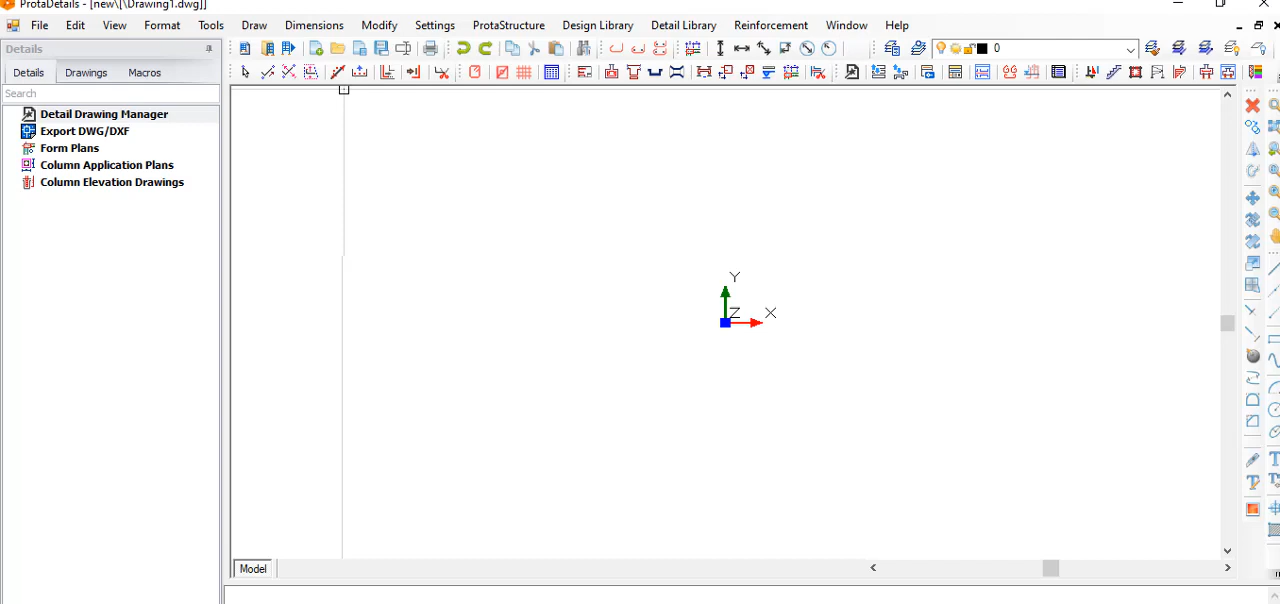 ProtaDetails - [new\[\Drawing1.dwg]]
File Edit View Format Tools Draw Dimensions Modify Settings ProtaStructure Design Library Detail Library Reinforcement Window Help
Details
0
Details Drawings Macros
Search
Detail Drawing Manager
Export DWG/DXF
Form Plans
Column Application Plans
Column Elevation Drawings
Y
Z X
Model